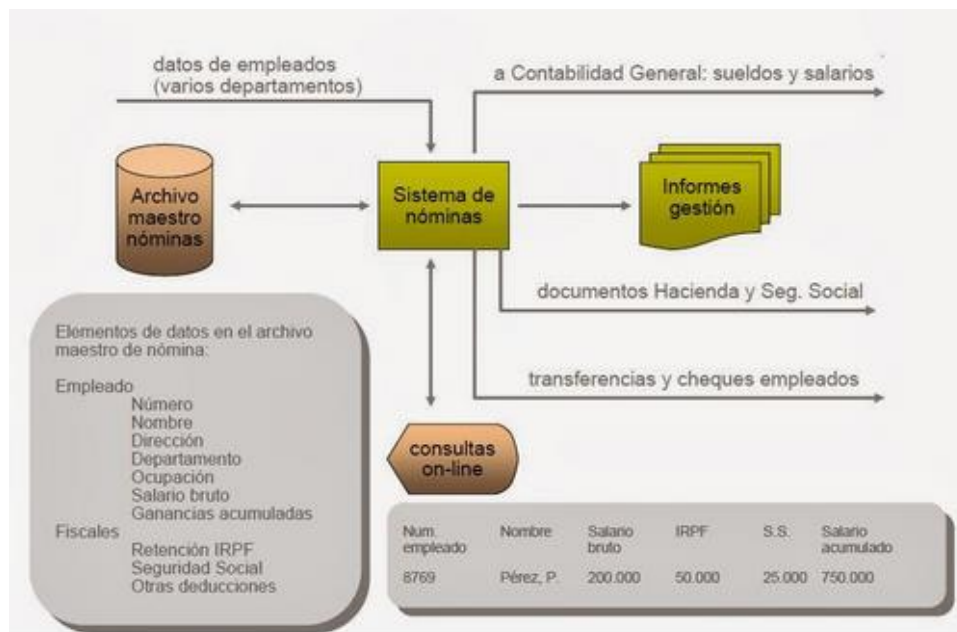 datos de empleados
(varios departamentos)
a Contabilidad General: sueldos y salarios
Archivo
maestro
nóminas
Sistema de
nóminas
Informes
gestión
documentos Hacienda y Seg. Social
transferencias y cheques empleados
consultas
on-line
Elementos de datos en el archivo
maestro de nómina:
Empleado
Número
Nombre
Dirección
Departamento
Ocupación
Salario bruto
Ganancias acumuladas
Fiscales
Retención IRPF
Seguridad Social
Otras deducciones
Num. empleado Nombre Salario bruto IRPF S.S. Salario acumulado
8769 Pérez, P. 200.000 50.000 25.000 750.000